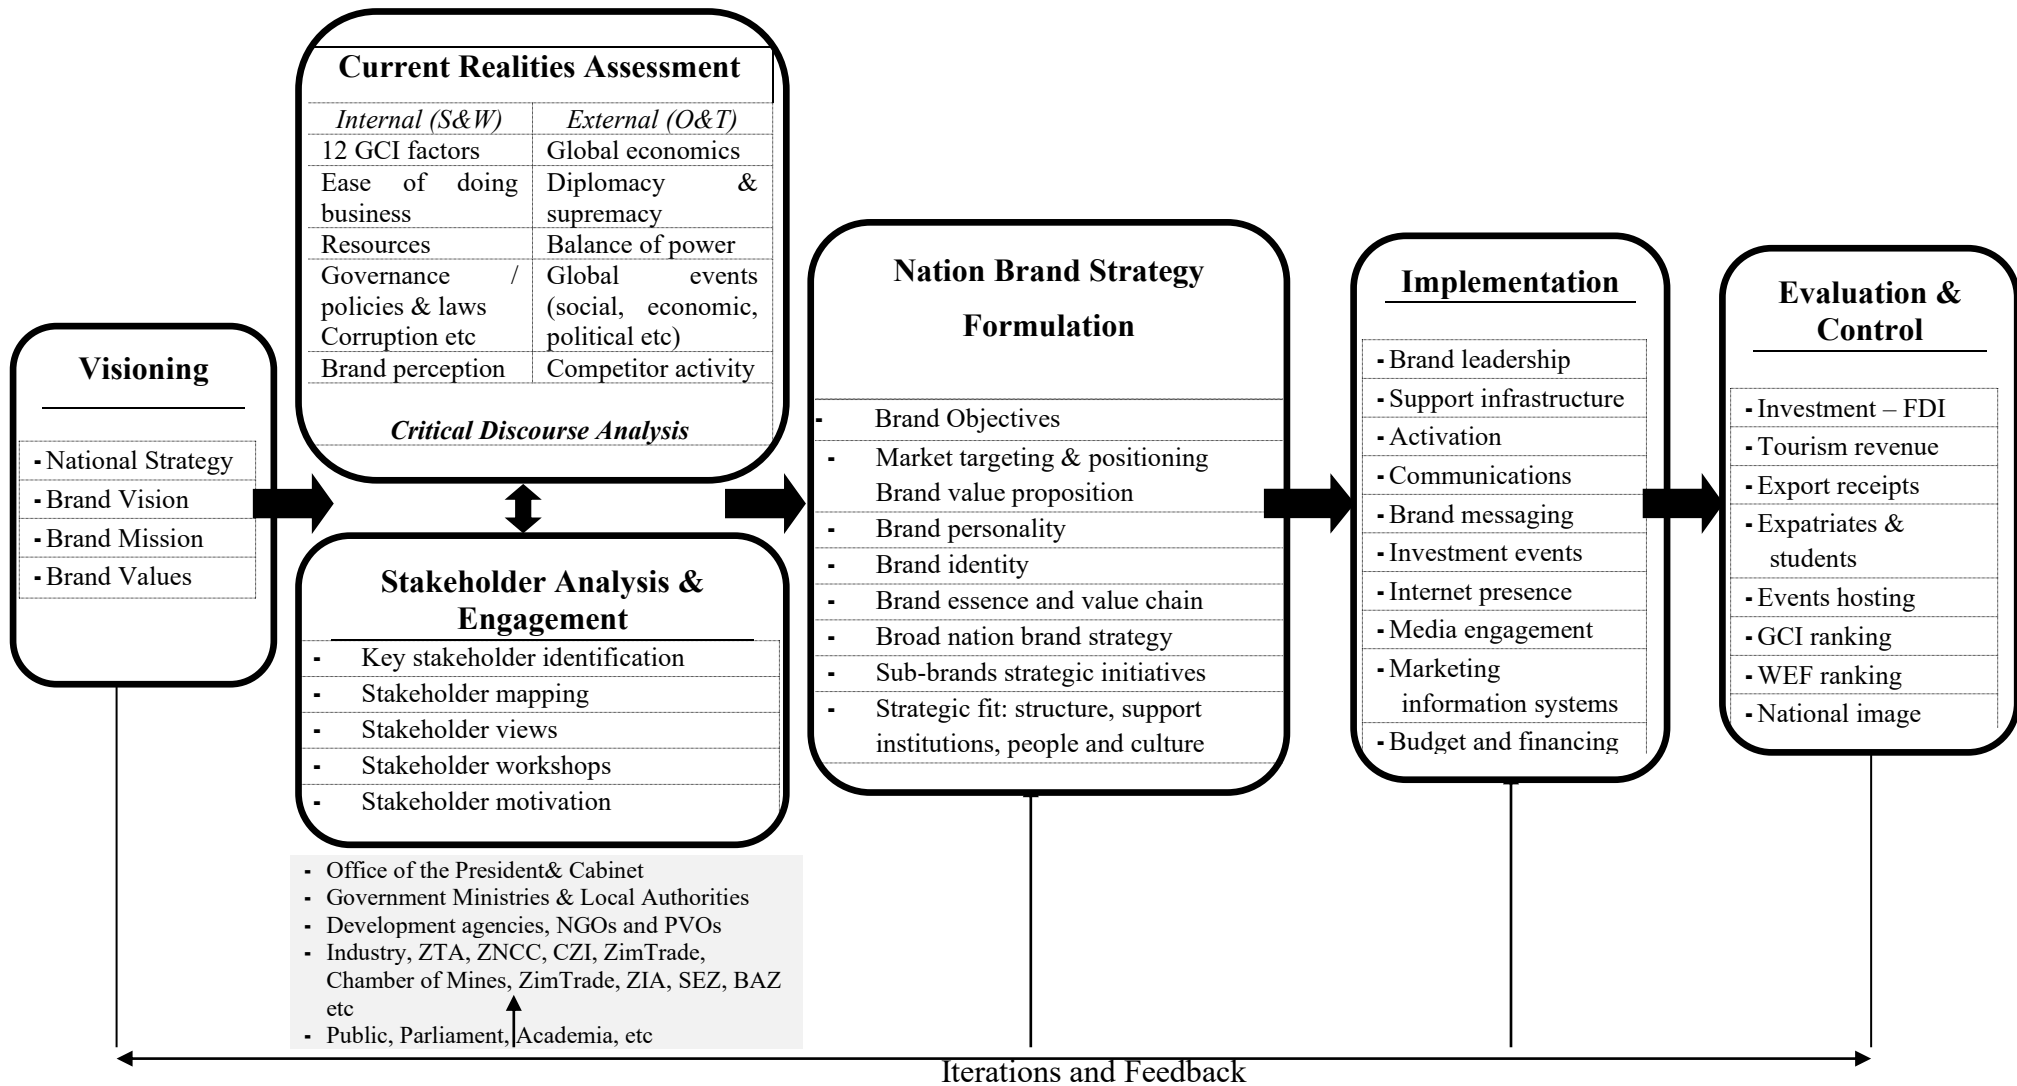 Visioning
- National Strategy
- Brand Vision
- Brand Mission
- Brand Values
Current Realities Assessment
Internal (S&W)
External (O&T)
12 GCI factors
Global economics
Ease of doing
business
Diplomacy &
supremacy
Resources
Balance of power
Governance /
policies & laws
Corruption etc
Global events
(social, economic,
political etc)
Brand perception
Competitor activity
Critical Discourse Analysis
Stakeholder Analysis &
Engagement
- Key stakeholder identification
- Stakeholder mapping
- Stakeholder views
- Stakeholder workshops
- Stakeholder motivation
- Office of the President& Cabinet
- Government Ministries & Local Authorities
- Development agencies, NGOs and PVOs
- Industry, ZTA, ZNCC, CZI, ZimTrade,
Chamber of Mines, ZimTrade, ZIA, SEZ, BAZ
etc
- Public, Parliament, Academia, etc
Nation Brand Strategy
Formulation
- Brand Objectives
- Market targeting & positioning
Brand value proposition
- Brand personality
- Brand identity
- Brand essence and value chain
- Broad nation brand strategy
- Sub-brands strategic initiatives
- Strategic fit: structure, support
institutions, people and culture
Implementation
- Brand leadership
- Support infrastructure
- Activation
- Communications
- Brand messaging
- Investment events
- Internet presence
- Media engagement
- Marketing
information systems
- Budget and financing
Evaluation &
Control
- Investment – FDI
- Tourism revenue
- Export receipts
- Expatriates &
students
- Events hosting
- GCI ranking
- WEF ranking
- National image
Iterations and Feedback